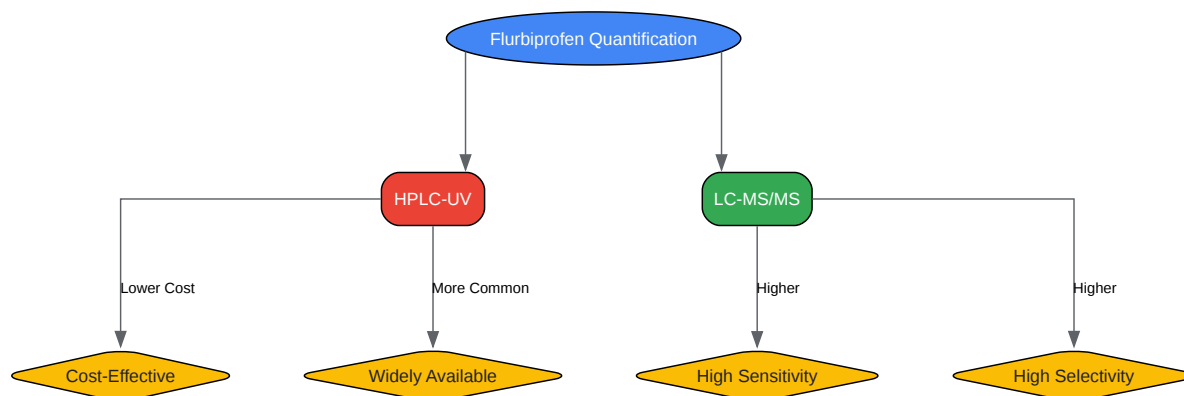 Flurbiprofen Quantification
HPLC-UV
LC-MS/MS
Lower Cost
More Common
Higher
Higher
Cost-Effective
Widely Available
High Sensitivity
High Selectivity